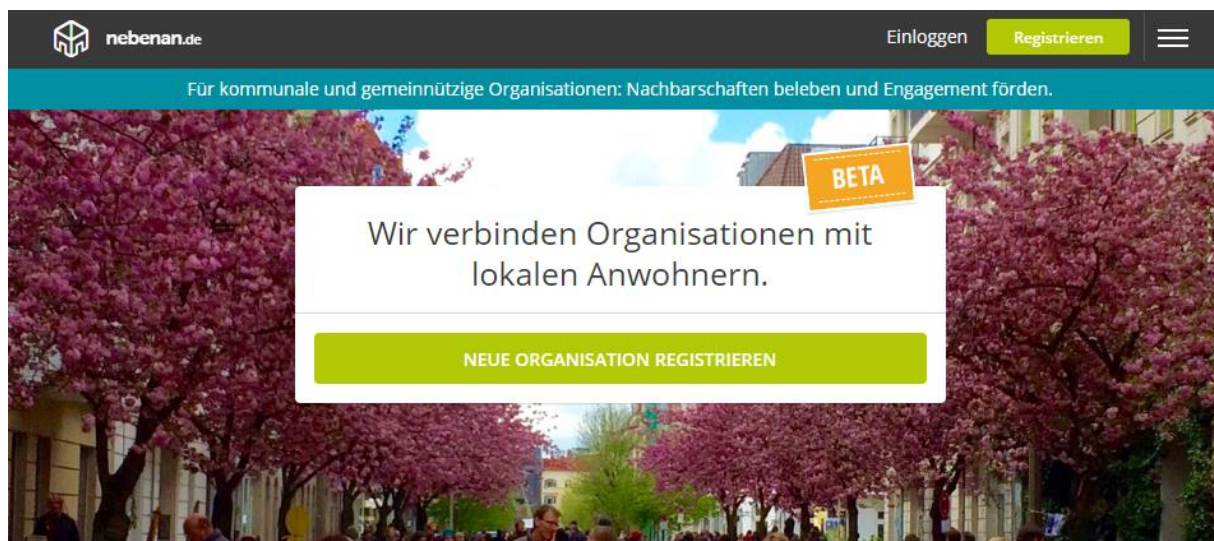 nebenan.de
Einloggen
Registrieren
Für kommunale und gemeinnützige Organisationen: Nachbarschaften beleben und Engagement förden.
BETA
Wir verbinden Organisationen mit
lokalen Anwohnern.
NEUE ORGANISATION REGISTRIEREN